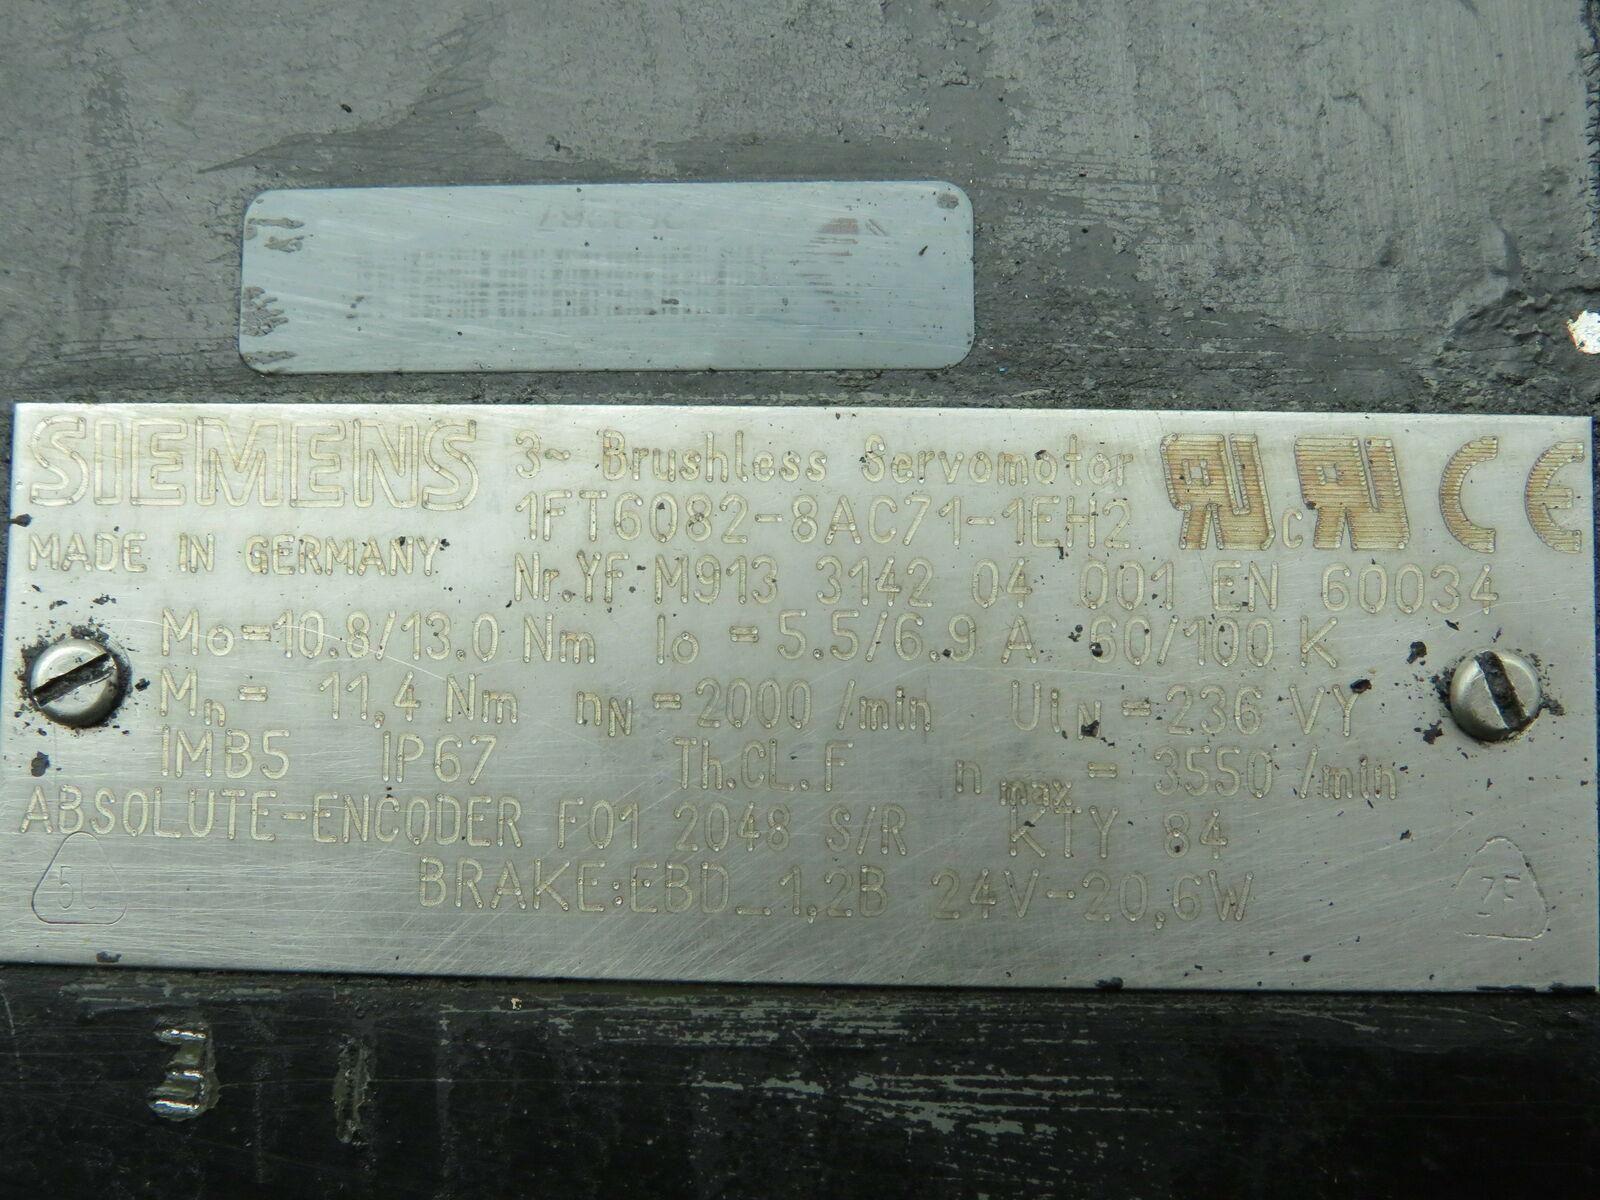 SIEMENS 3~ Brushless Servomotor
1FT6082-8AC71-1EH2
MADE IN GERMANY
Nr.YF M913 3142 04 001 EN 60034
Mo=10.8/13.0 Nm Io =5.5/6.9 A 60/100 K
Mn= 11,4 Nm nN=2000 /min UiN=236 VY
IMB5 IP67 Th.CL.F n max = 3550 /min
ABSOLUTE-ENCODER F01 2048 S/R KTY 84
BRAKE:EBD_1,2B 24V-20,6W